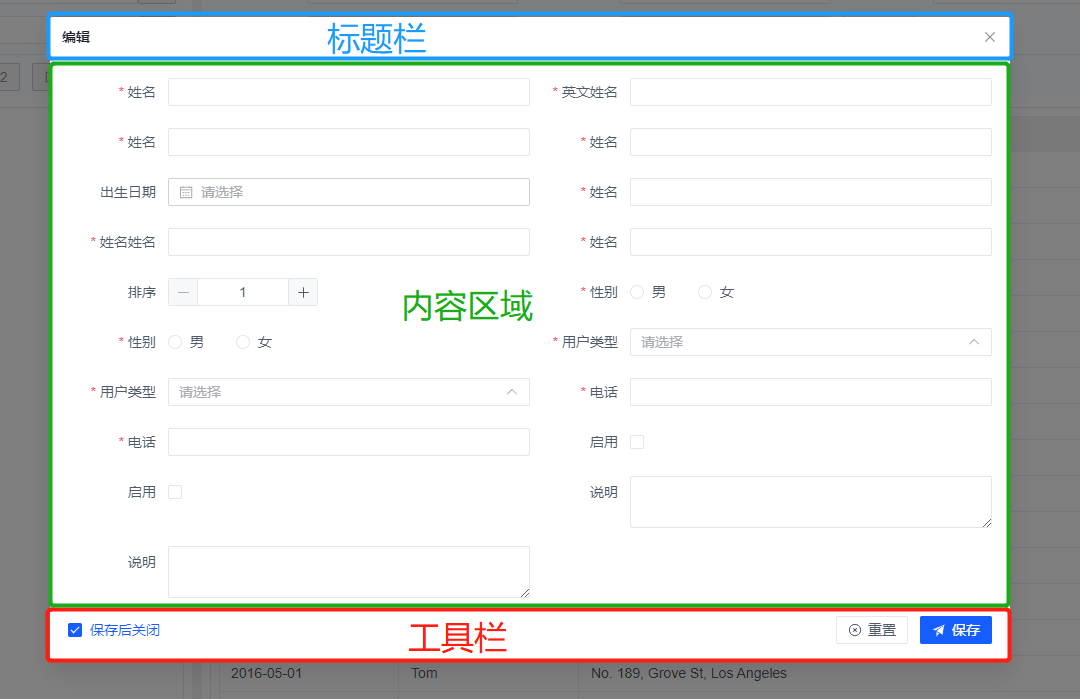 编辑
标题栏
2
* 姓名
* 英文姓名
* 姓名
* 姓名
出生日期 请选择
* 姓名
* 姓名姓名
* 姓名
排序 — 1 +
* 性别 男 女
内容区域
* 性别 男 女
* 用户类型 请选择
* 用户类型 请选择
* 电话
* 电话
启用
启用
说明
说明
保存后关闭
工具栏
重置
保存
2016-05-01 Tom No. 189, Grove St, Los Angeles